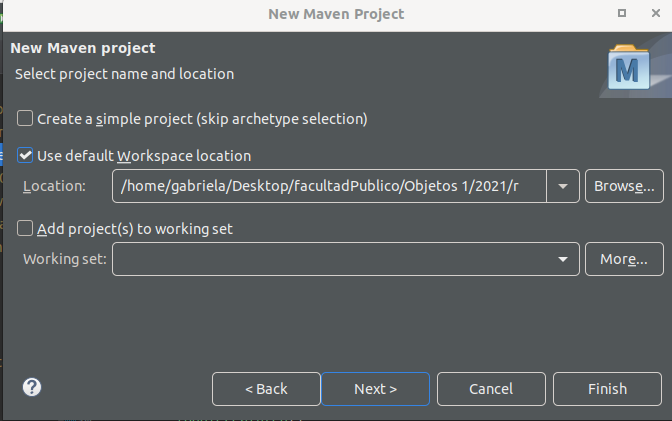 New Maven Project
New Maven project
Select project name and location
M
Create a simple project (skip archetype selection)
Use default Workspace location
Location: /home/gabriela/Desktop/facultadPublico/Objetos 1/2021/r Browse...
Add project(s) to working set
Working set: More...
? < Back Next > Cancel Finish